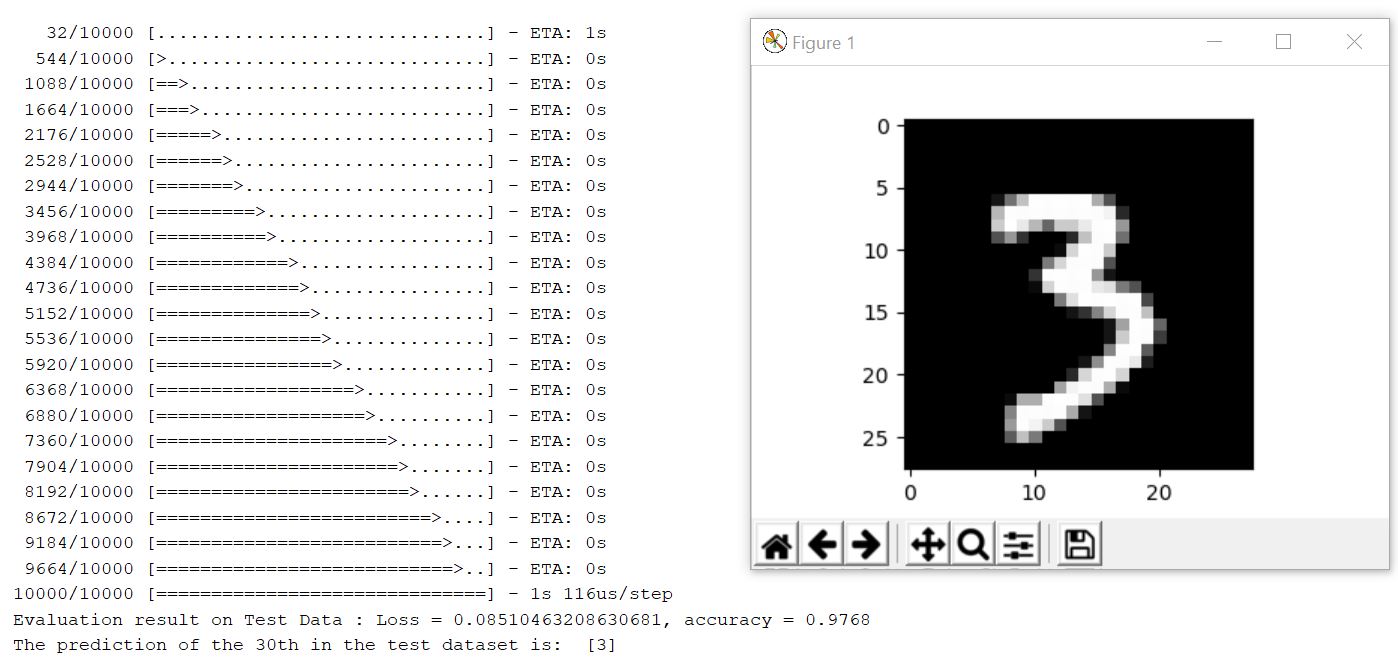 32/10000 [..............................] - ETA: 1s
544/10000 [>.............................] - ETA: 0s
1088/10000 [==>...........................] - ETA: 0s
1664/10000 [===>..........................] - ETA: 0s
2176/10000 [=====>........................] - ETA: 0s
2528/10000 [======>.......................] - ETA: 0s
2944/10000 [=======>......................] - ETA: 0s
3456/10000 [=========>....................] - ETA: 0s
3968/10000 [==========>...................] - ETA: 0s
4384/10000 [============>.................] - ETA: 0s
4736/10000 [=============>................] - ETA: 0s
5152/10000 [==============>...............] - ETA: 0s
5536/10000 [===============>..............] - ETA: 0s
5920/10000 [================>.............] - ETA: 0s
6368/10000 [==================>...........] - ETA: 0s
6880/10000 [===================>..........] - ETA: 0s
7360/10000 [=====================>........] - ETA: 0s
7904/10000 [======================>.......] - ETA: 0s
8192/10000 [=======================>......] - ETA: 0s
8672/10000 [=========================>....] - ETA: 0s
9184/10000 [==========================>...] - ETA: 0s
9664/10000 [===========================>..] - ETA: 0s
10000/10000 [==============================] - 1s 116us/step
Evaluation result on Test Data : Loss = 0.08510463208630681, accuracy = 0.9768
The prediction of the 30th in the test dataset is:  [3]
Figure 1
0
5
10
15
20
25
0 10 20
3